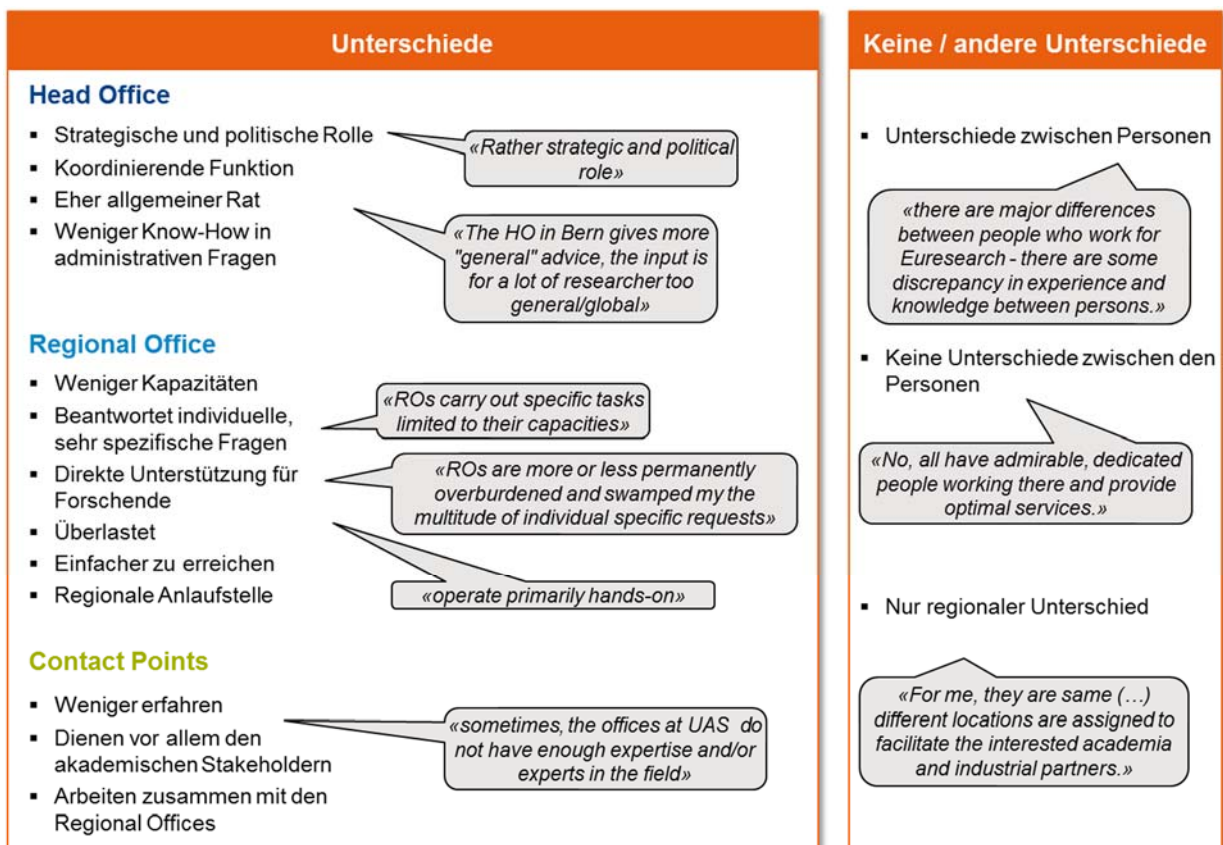 Unterschiede
Head Office
▪ Strategische und politische Rolle
▪ Koordinierende Funktion
▪ Eher allgemeiner Rat
▪ Weniger Know-How in
administrativen Fragen
«Rather strategic and political
role»
«The HO in Bern gives more
"general" advice, the input is
for a lot of researcher too
general/global»
Regional Office
▪ Weniger Kapazitäten
▪ Beantwortet individuelle,
sehr spezifische Fragen
▪ Direkte Unterstützung für
Forschende
▪ Überlastet
▪ Einfacher zu erreichen
▪ Regionale Anlaufstelle
«ROs carry out specific tasks
limited to their capacities»
«ROs are more or less permanently
overburdened and swamped my the
multitude of individual specific requests»
«operate primarily hands-on»
Contact Points
▪ Weniger erfahren
▪ Dienen vor allem den
akademischen Stakeholdern
▪ Arbeiten zusammen mit den
Regional Offices
«sometimes, the offices at UAS do
not have enough expertise and/or
experts in the field»
Keine / andere Unterschiede
▪ Unterschiede zwischen Personen
«there are major differences
between people who work for
Euresearch - there are some
discrepancy in experience and
knowledge between persons.»
▪ Keine Unterschiede zwischen den
Personen
«No, all have admirable, dedicated
people working there and provide
optimal services.»
▪ Nur regionaler Unterschied
«For me, they are same (…)
different locations are assigned to
facilitate the interested academia
and industrial partners.»